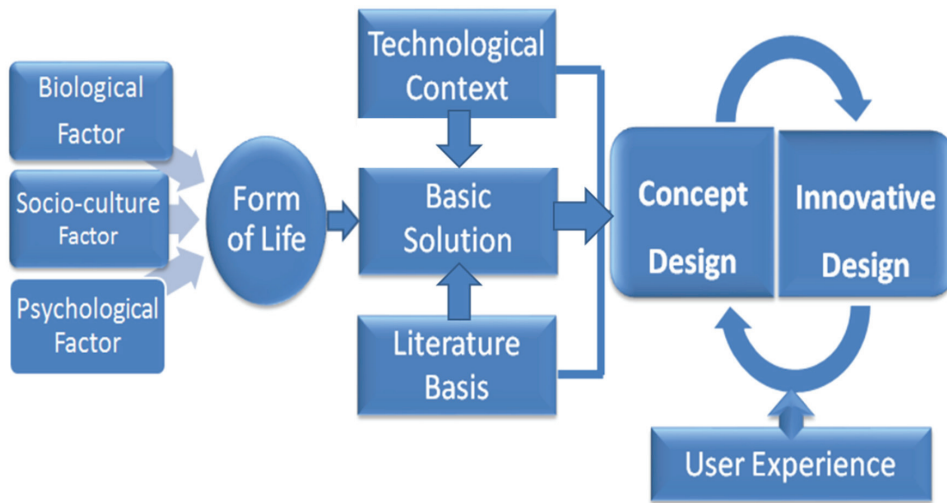 Biological
Factor
Socio-culture
Factor
Psychological
Factor
Form
of Life
Technological
Context
Basic
Solution
Literature
Basis
Concept
Design
Innovative
Design
User Experience